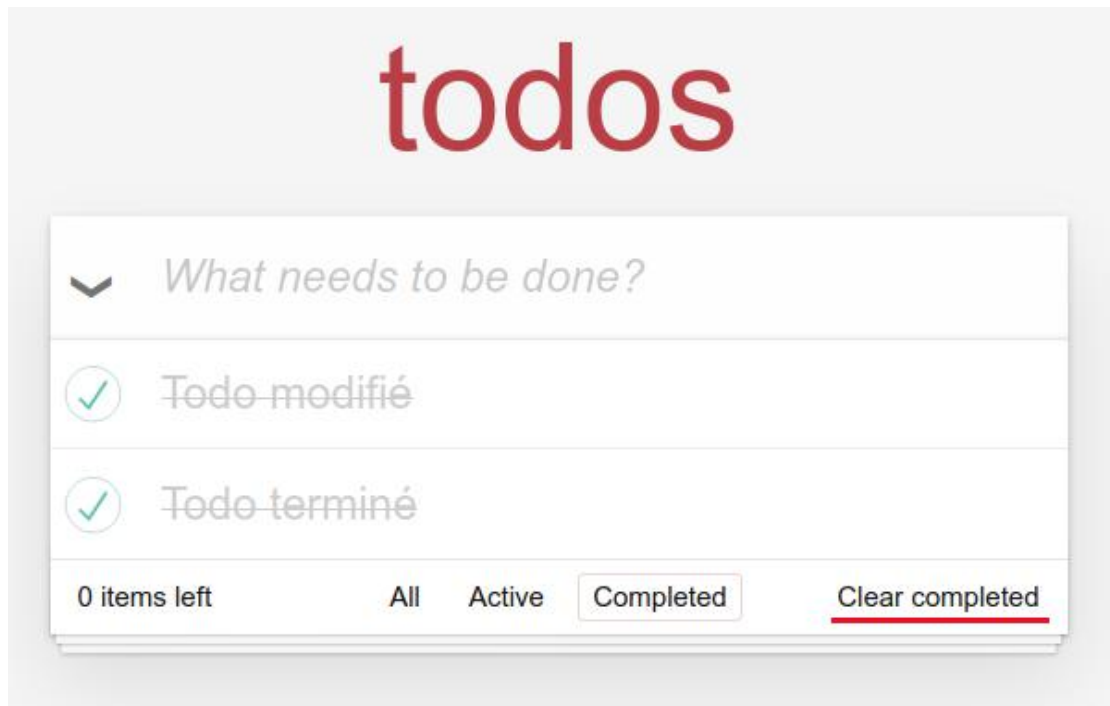 todos
What needs to be done?
Todo modifié
Todo terminé
0 items left All Active Completed Clear completed